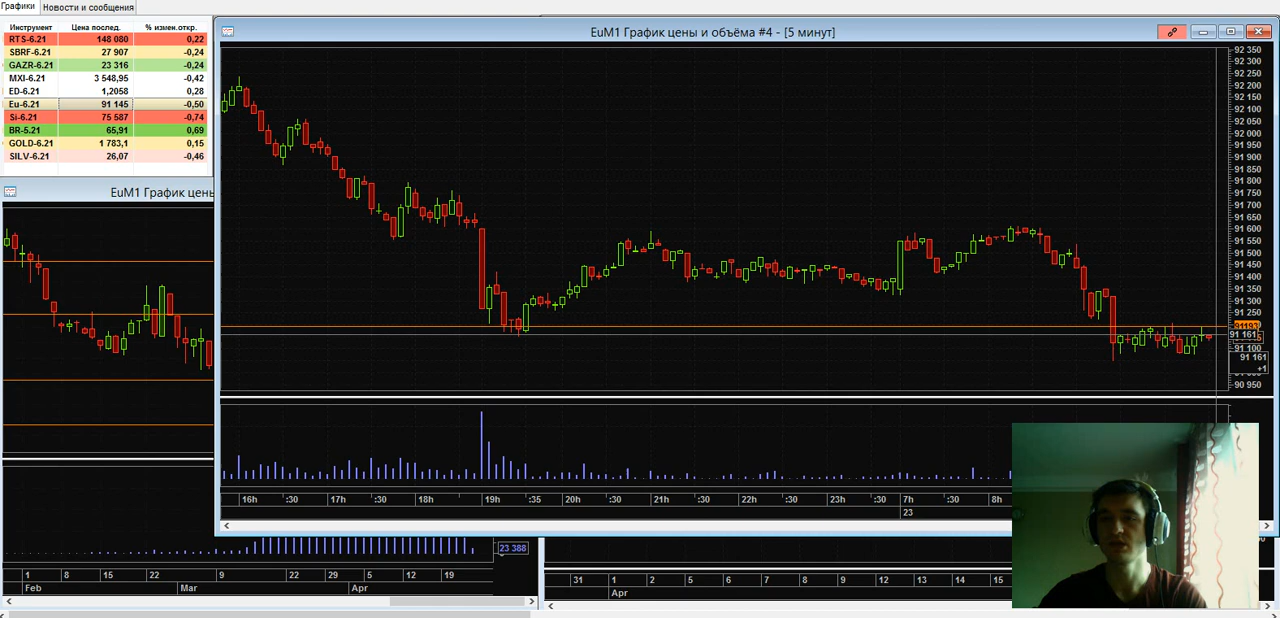 Графики Новости и сообщения
Инструмент Цена послед. % измен.откр.
RTS-6.21 148 080 0,22
SBRF-6.21 27 907 -0,24
GAZR-6.21 23 316 -0,24
MXI-6.21 3 548,95 -0,42
ED-6.21 1,2058 0,28
Eu-6.21 91 145 -0,50
Si-6.21 75 587 -0,74
BR-5.21 65,91 0,69
GOLD-6.21 1 783,1 0,15
SILV-6.21 26,07 -0,46
EuM1 График цены и объёма #4 - [5 минут]
92 350
92 300
92 250
92 200
92 150
92 100
92 050
92 000
91 950
91 900
91 850
91 800
91 750
91 700
91 650
91 600
91 550
91 500
91 450
91 400
91 350
91 300
91 250
91 161
91 100
91 161
+1
90 950
16h :30 17h :30 18h 19h :35 20h :30 21h :30 22h :30 23h :30 7h :30 8h
23
EuM1 График цень
23 388
1 8 15 22 9 22 29 5 12 19
Feb Mar Apr
31 1 2 5 6 7 8 9 12 13 14 15
Apr